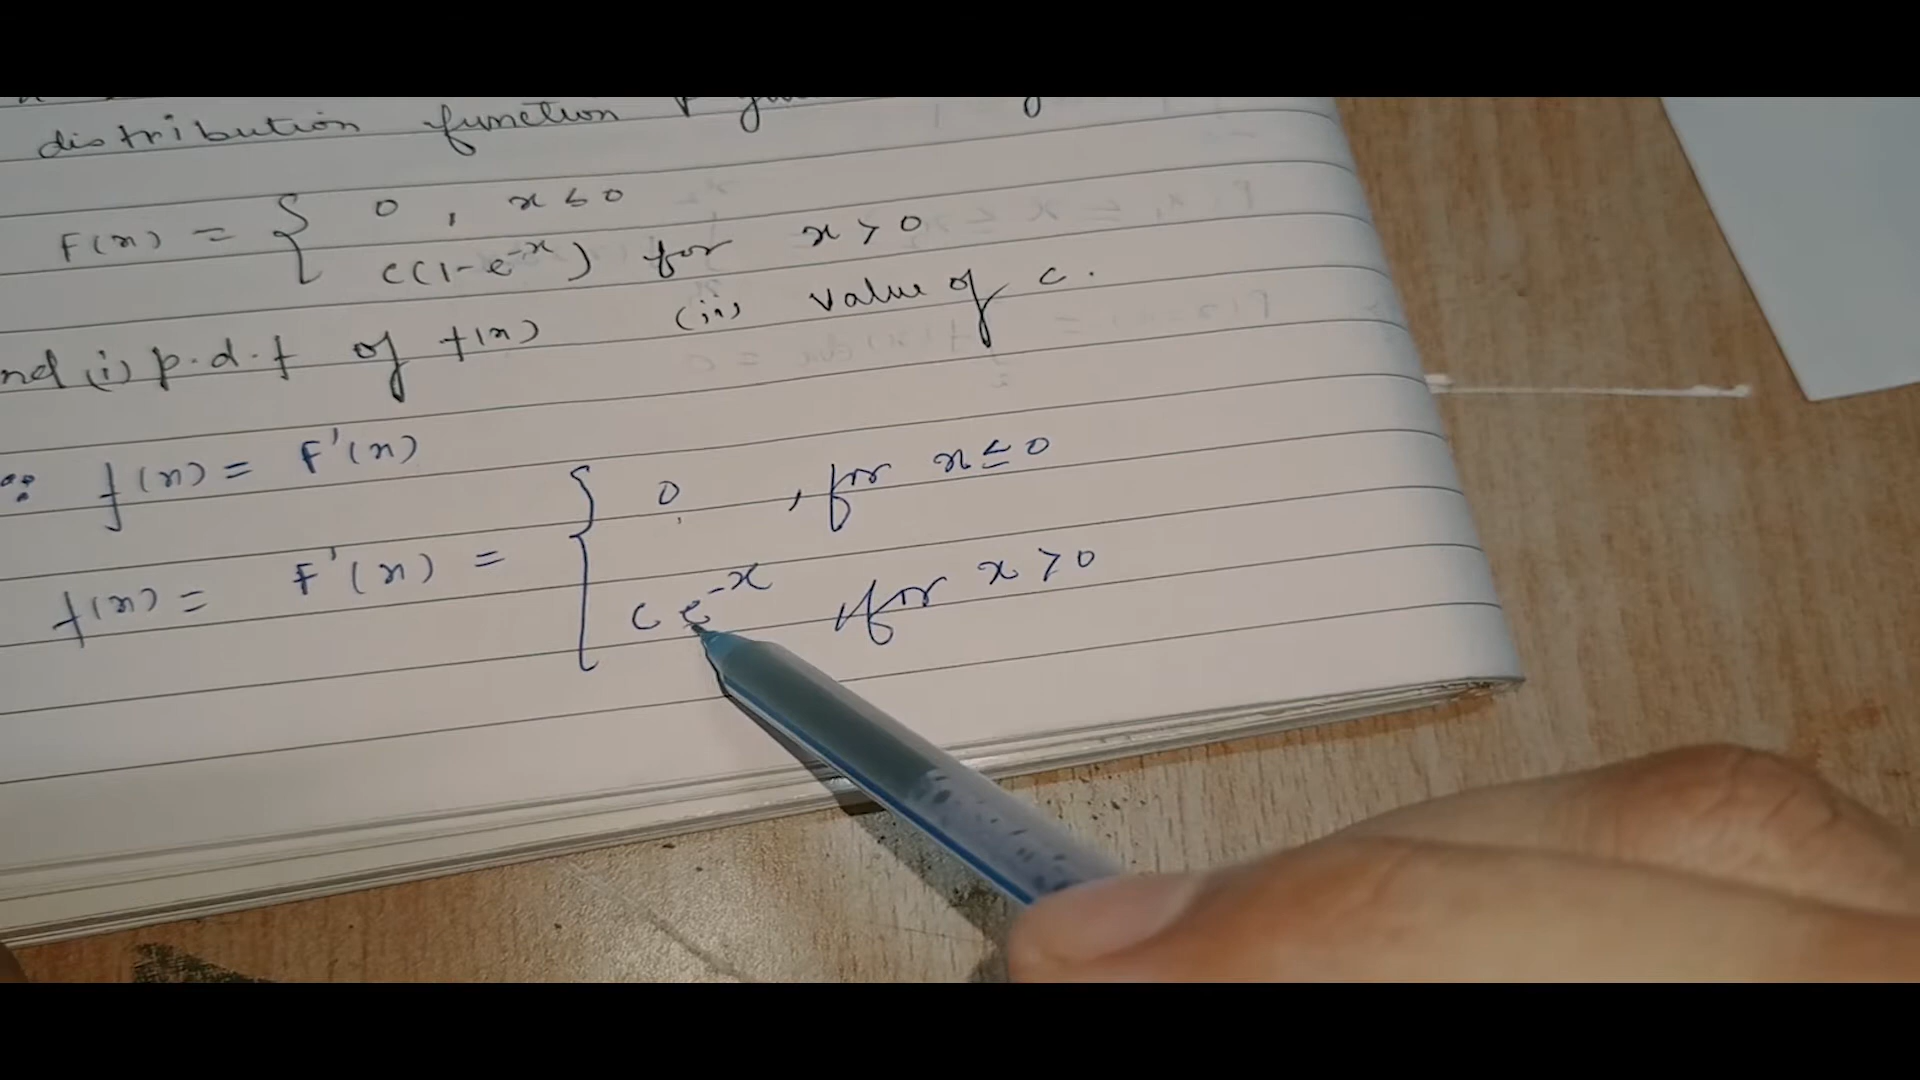 distribution function
F(x) = { 0 , x ≤ 0
c(1-e^-x) for x > 0
nd (i) p.d.f of f(x) (ii) value of c.
∵ f(x) = F'(x)
f(x) = F'(x) = { 0 , for x ≤ 0
c e^-x , for x > 0